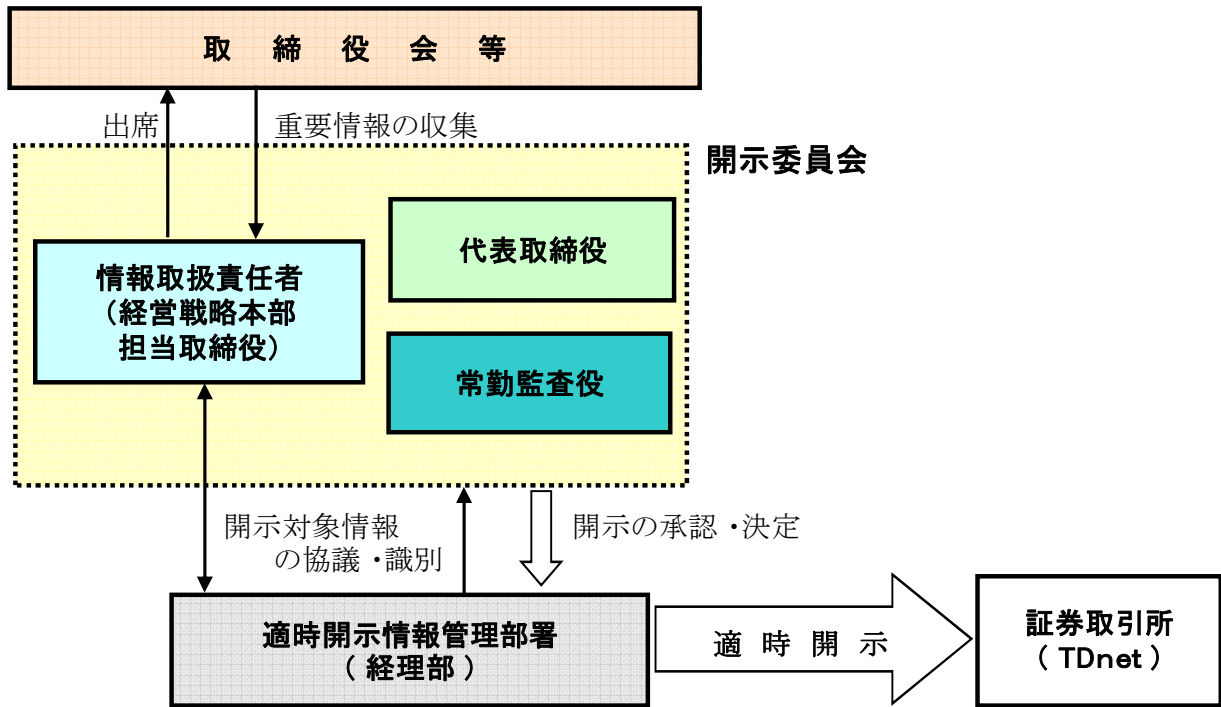 取締役会等
出席
重要情報の収集
開示委員会
代表取締役
情報取扱責任者
（経営戦略本部
担当取締役）
常勤監査役
開示対象情報
の協議・識別
開示の承認・決定
適時開示情報管理部署
（経理部）
適時開示
証券取引所
（TDnet）